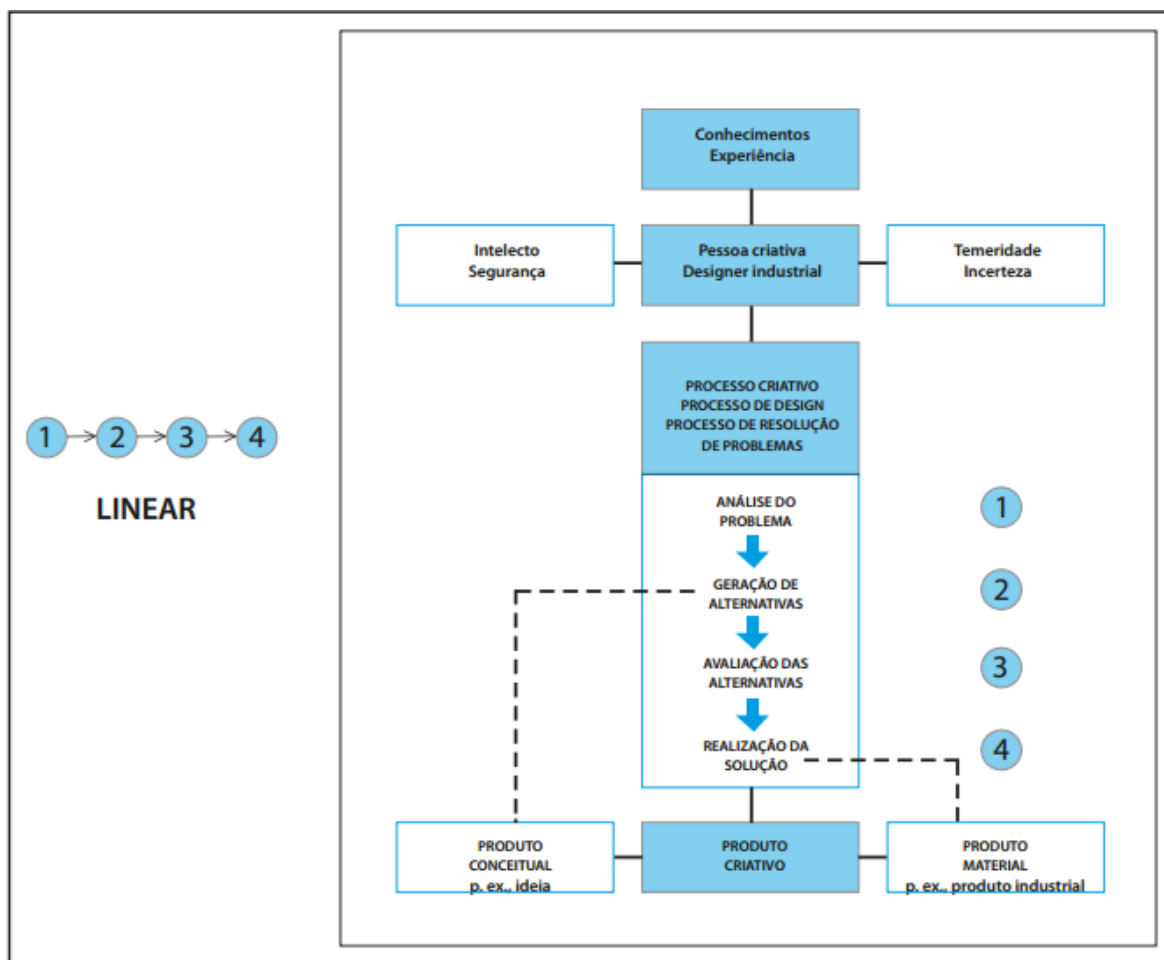 Conhecimentos
Experiência
Intelecto
Segurança
Pessoa criativa
Designer industrial
Temeridade
Incerteza
PROCESSO CRIATIVO
PROCESSO DE DESIGN
PROCESSO DE RESOLUÇÃO
DE PROBLEMAS
1
2
3
4
LINEAR
ANÁLISE DO
PROBLEMA
1
GERAÇÃO DE
ALTERNATIVAS
2
AVALIAÇÃO DAS
ALTERNATIVAS
3
REALIZAÇÃO DA
SOLUÇÃO
4
PRODUTO
CONCEITUAL
p. ex., ideia
PRODUTO
CRIATIVO
PRODUTO
MATERIAL
p. ex., produto industrial